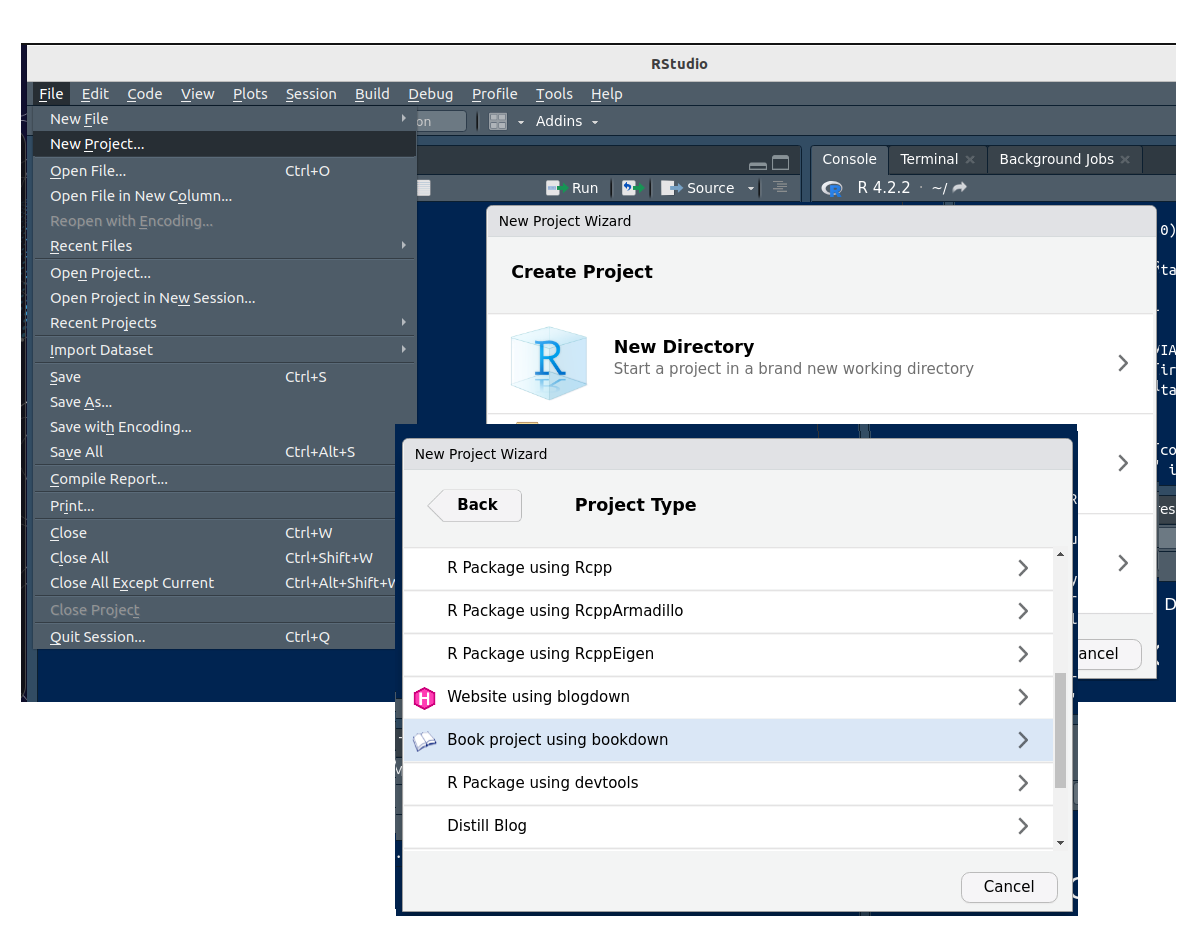 RStudio
File Edit Code View Plots Session Build Debug Profile Tools Help
New File
on
Addins
New Project...
Open File... Ctrl+O
Open File in New Column...
Reopen with Encoding...
Recent Files
Open Project...
Open Project in New Session...
Recent Projects
Import Dataset
Save Ctrl+S
Save As...
Save with Encoding...
Save All Ctrl+Alt+S
Compile Report...
Print...
Close Ctrl+W
Close All Ctrl+Shift+W
Close All Except Current Ctrl+Alt+Shift+W
Close Project
Quit Session... Ctrl+Q
Run
Source
Console Terminal Background Jobs
R 4.2.2 · ~/
New Project Wizard
Create Project
R
New Directory
Start a project in a brand new working directory
ancel
New Project Wizard
Back
Project Type
R Package using Rcpp
R Package using RcppArmadillo
R Package using RcppEigen
H Website using blogdown
Book project using bookdown
R Package using devtools
Distill Blog
Cancel